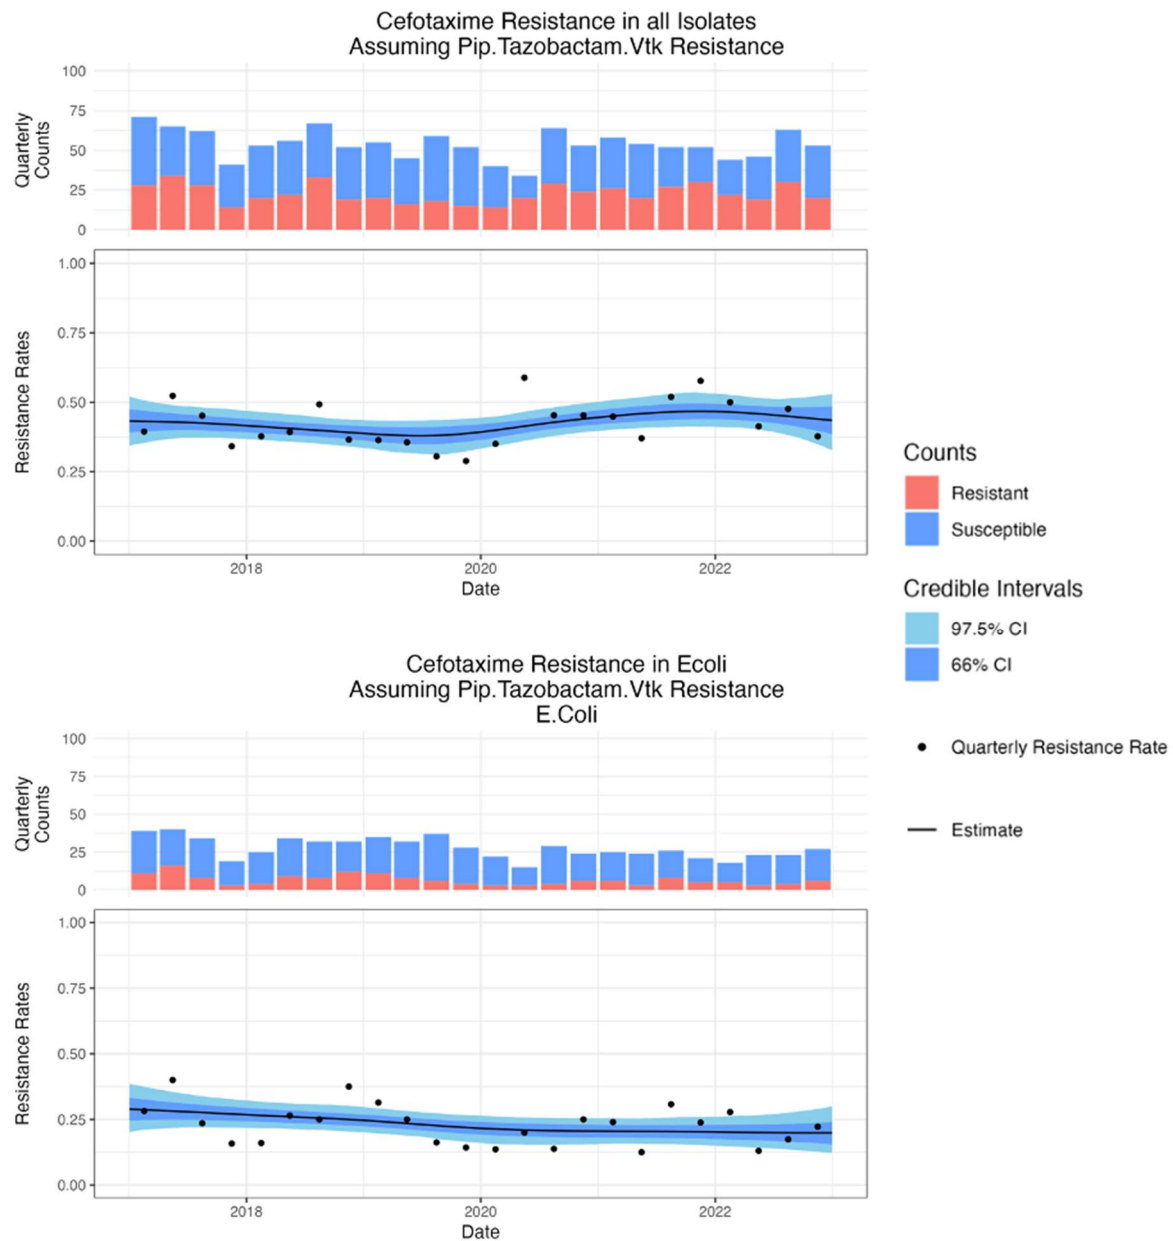 Cefotaxime Resistance in all Isolates
Assuming Pip.Tazobactam.Vtk Resistance
Quarterly
Counts
100
75
50
25
0
Resistance Rates
1.00
0.75
0.50
0.25
0.00
2018
2020
2022
Date
Counts
Resistant
Susceptible
Credible Intervals
97.5% CI
66% CI
Quarterly Resistance Rate
Estimate
Cefotaxime Resistance in Ecoli
Assuming Pip.Tazobactam.Vtk Resistance
E.Coli
Quarterly
Counts
100
75
50
25
0
Resistance Rates
1.00
0.75
0.50
0.25
0.00
2018
2020
2022
Date